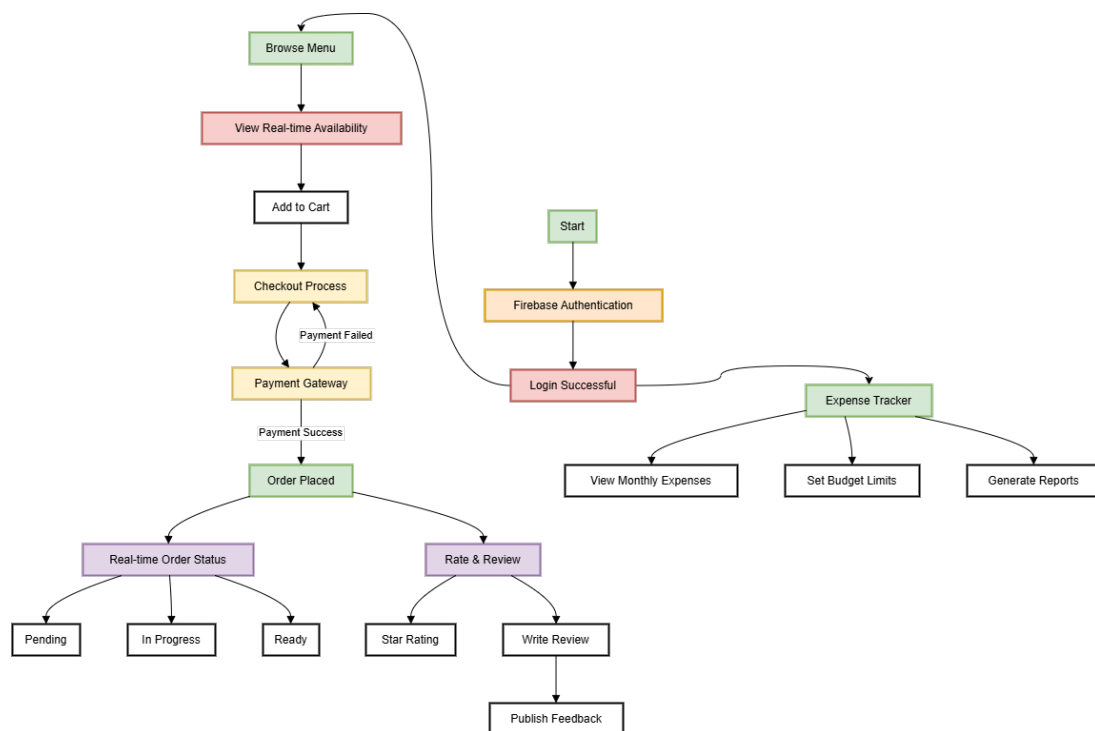 Browse Menu
View Real-time Availability
Add to Cart
Start
Checkout Process
Firebase Authentication
Payment Failed
Payment Gateway
Login Successful
Expense Tracker
Payment Success
Order Placed
View Monthly Expenses
Set Budget Limits
Generate Reports
Real-time Order Status
Rate & Review
Pending
In Progress
Ready
Star Rating
Write Review
Publish Feedback